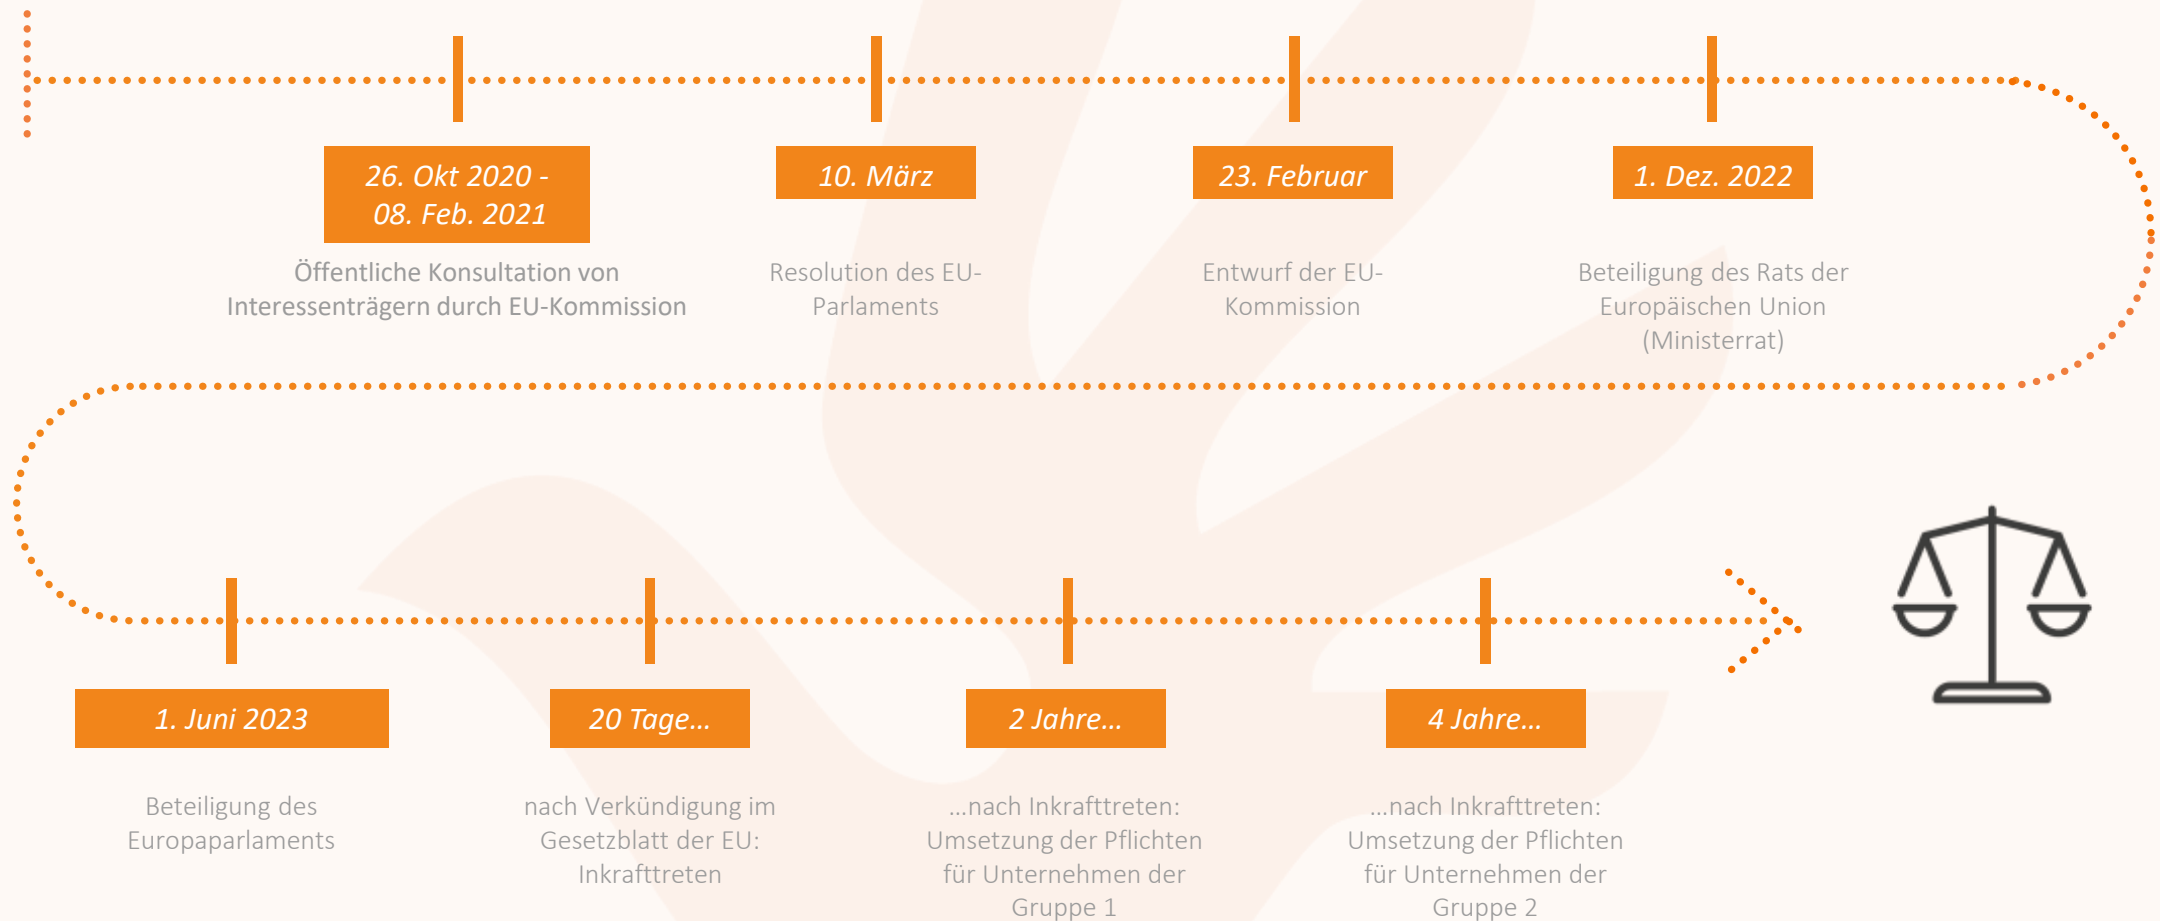 26. Okt 2020 -
08. Feb. 2021
Öffentliche Konsultation von
Interessenträgern durch EU-Kommission
10. März
Resolution des EU-
Parlaments
23. Februar
Entwurf der EU-
Kommission
1. Dez. 2022
Beteiligung des Rats der
Europäischen Union
(Ministerrat)
1. Juni 2023
Beteiligung des
Europaparlaments
20 Tage...
nach Verkündigung im
Gesetzblatt der EU:
Inkrafttreten
2 Jahre...
...nach Inkrafttreten:
Umsetzung der Pflichten
für Unternehmen der
Gruppe 1
4 Jahre...
...nach Inkrafttreten:
Umsetzung der Pflichten
für Unternehmen der
Gruppe 2